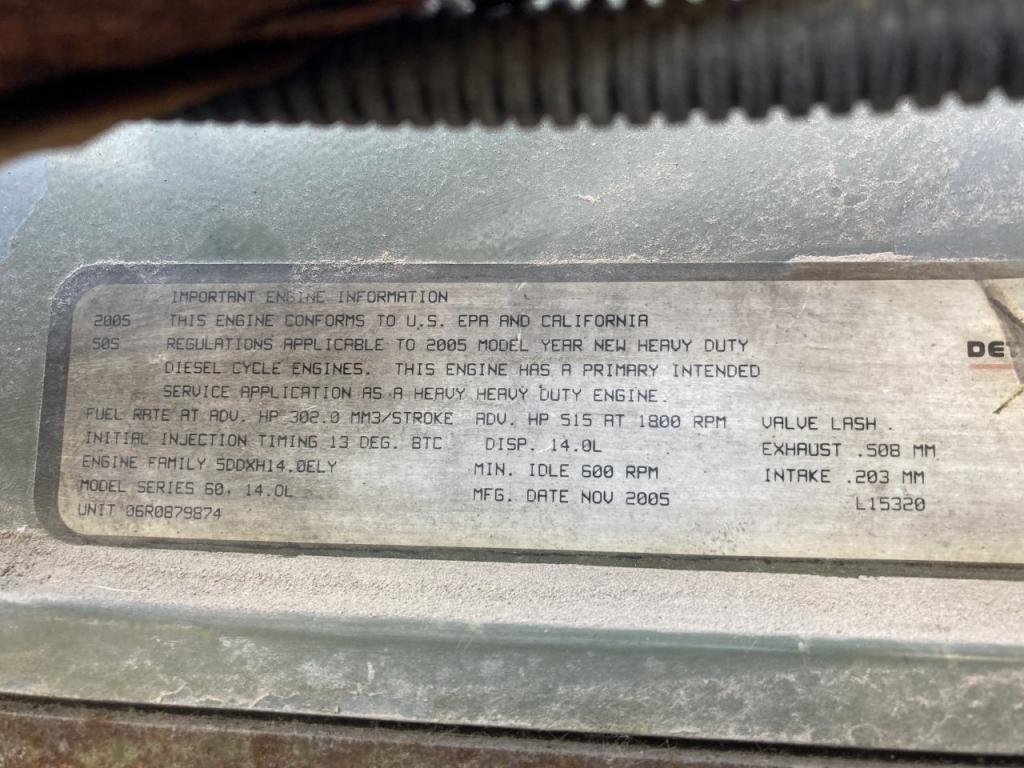 IMPORTANT ENGINE INFORMATION
2005 THIS ENGINE CONFORMS TO U.S. EPA AND CALIFORNIA
505 REGULATIONS APPLICABLE TO 2005 MODEL YEAR NEW HEAVY DUTY
DIESEL CYCLE ENGINES. THIS ENGINE HAS A PRIMARY INTENDED
SERVICE APPLICATION AS A HEAVY HEAVY DUTY ENGINE.
FUEL RATE AT ADV. HP 302.0 MM3/STROKE ADV. HP 515 AT 1800 RPM VALVE LASH .
INITIAL INJECTION TIMING 13 DEG. BTC DISP. 14.0L EXHAUST .508 MM
ENGINE FAMILY 5DDXH14.0ELY MIN. IDLE 600 RPM INTAKE .203 MM
MODEL SERIES 60, 14.0L MFG. DATE NOV 2005 L15320
UNIT 06R0879874
DET